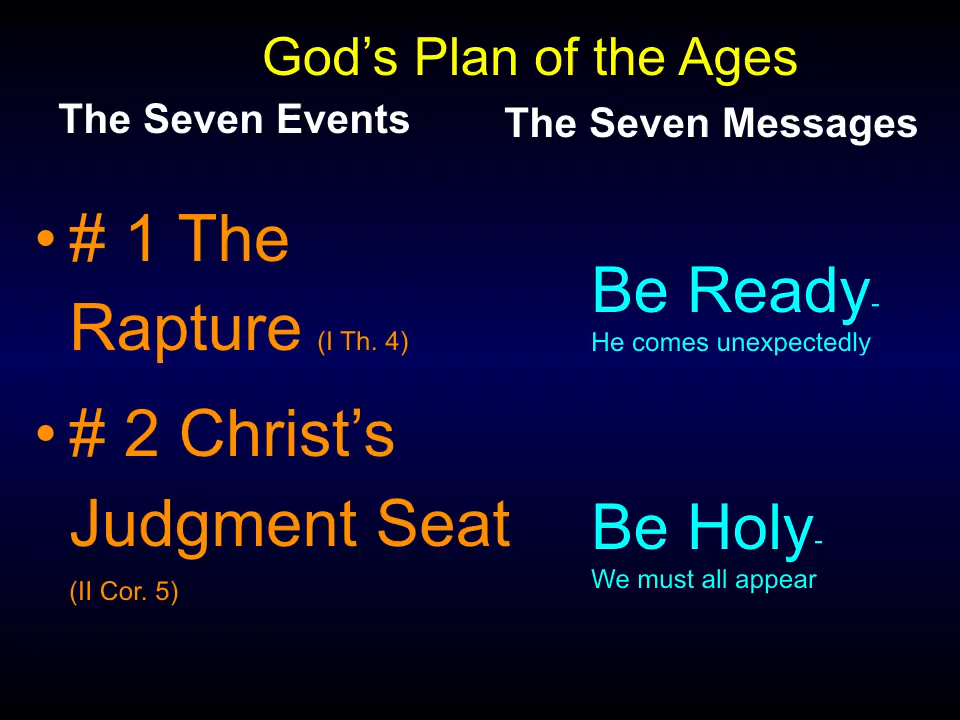 God’s Plan of the Ages
The Seven Events
The Seven Messages
• # 1 The
Rapture (I Th. 4)
Be Ready-
He comes unexpectedly
• # 2 Christ’s
Judgment Seat
(II Cor. 5)
Be Holy-
We must all appear